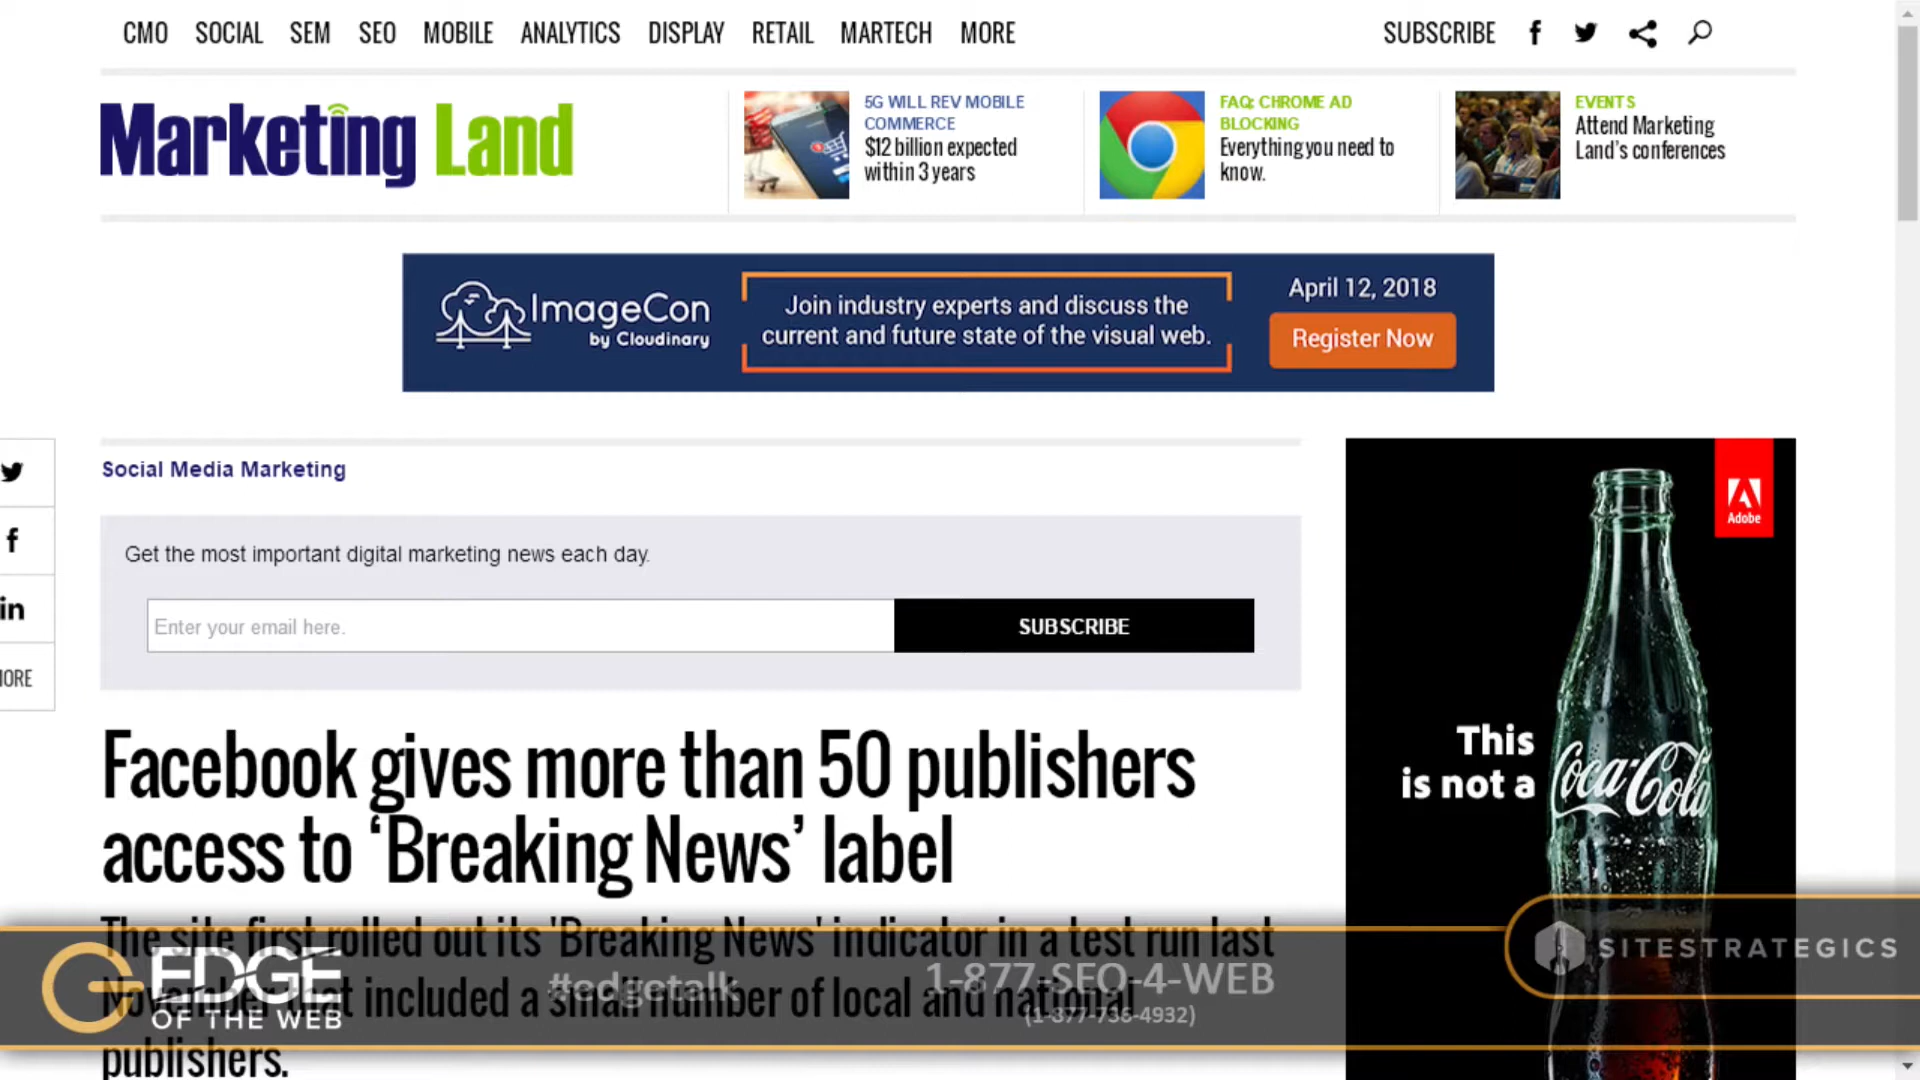 CMO SOCIAL SEM SEO MOBILE ANALYTICS DISPLAY RETAIL MARTECH MORE SUBSCRIBE
Marketing Land
5G WILL REV MOBILE
COMMERCE
$12 billion expected
within 3 years
FAQ: CHROME AD
BLOCKING
Everything you need to
know.
EVENTS
Attend Marketing
Land's conferences
ImageCon
by Cloudinary
Join industry experts and discuss the
current and future state of the visual web.
April 12, 2018
Register Now
Social Media Marketing
Get the most important digital marketing news each day.
Enter your email here.
SUBSCRIBE
in
MORE
Facebook gives more than 50 publishers
access to ‘Breaking News’ label
The site first rolled out its 'Breaking News' indicator in a test run last
November that included a small number of local and national
publishers.
Adobe
This
is not a
Coca-Cola
EDGE
OF THE WEB
#edgetalk
1-877-SEO-4-WEB
(1-877-736-4932)
SITESTRATEGICS